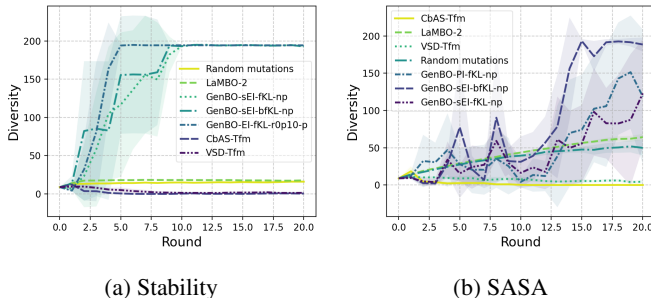 200
150
100
50
0
Diversity
0.0 2.5 5.0 7.5 10.0 12.5 15.0 17.5 20.0
Round
Random mutations
LaMBO-2
GenBO-sEI-fKL-np
GenBO-sEI-bfKL-np
GenBO-EI-fKL-r0p10-p
CbAS-Tfm
VSD-Tfm
(a) Stability
200
150
100
50
0
Diversity
0.0 2.5 5.0 7.5 10.0 12.5 15.0 17.5 20.0
Round
CbAS-Tfm
LaMBO-2
VSD-Tfm
Random mutations
GenBO-PI-fKL-np
GenBO-sEI-bfKL-np
GenBO-sEI-fKL-np
(b) SASA